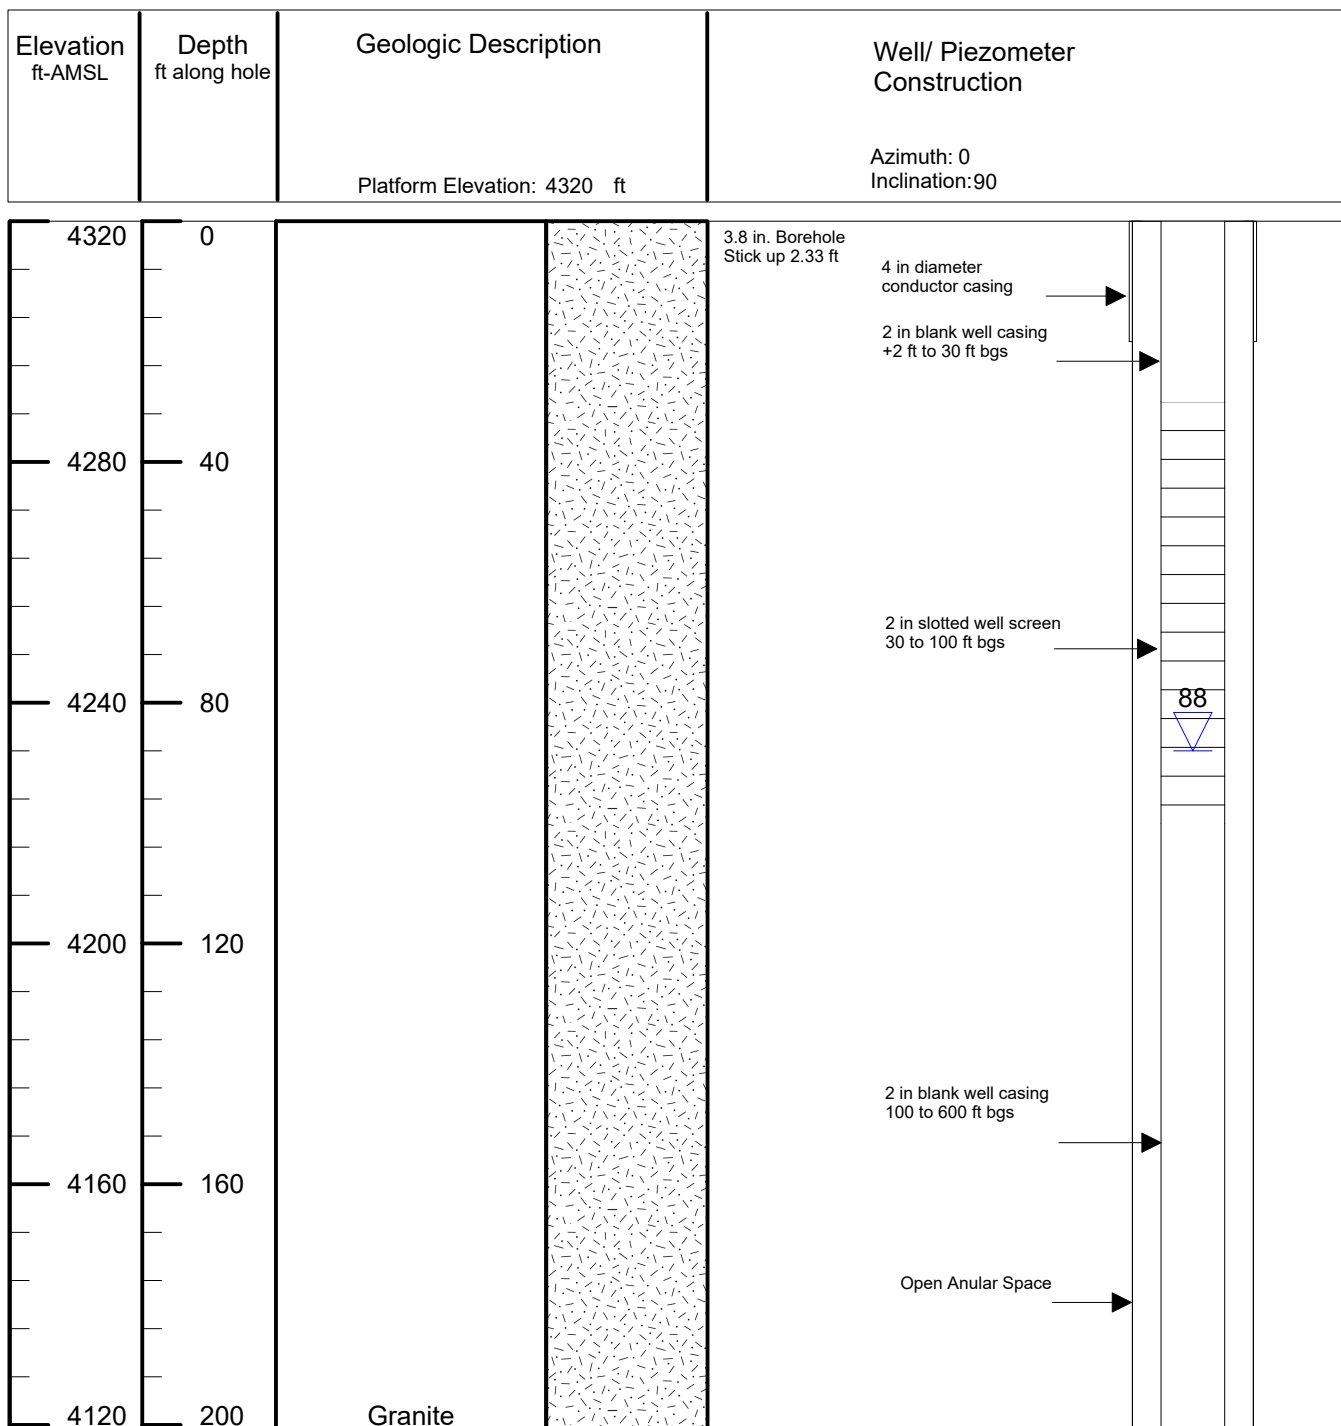 Elevation
ft-AMSL
Depth
ft along hole
Geologic Description
Platform Elevation: 4320 ft
Well/ Piezometer
Construction
Azimuth: 0
Inclination:90
4320 0
3.8 in. Borehole
Stick up 2.33 ft
4 in diameter
conductor casing
2 in blank well casing
+2 ft to 30 ft bgs
4280 40
2 in slotted well screen
30 to 100 ft bgs
4240 80
88
4200 120
2 in blank well casing
100 to 600 ft bgs
4160 160
Open Anular Space
4120 200
Granite